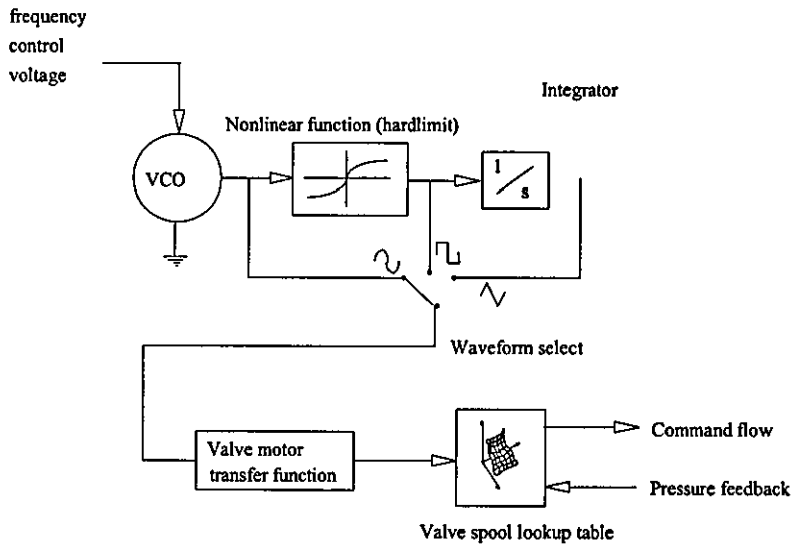 frequency
control
voltage
Integrator
Nonlinear function (hardlimit)
VCO
1
s
Waveform select
Valve motor
transfer function
Command flow
Pressure feedback
Valve spool lookup table